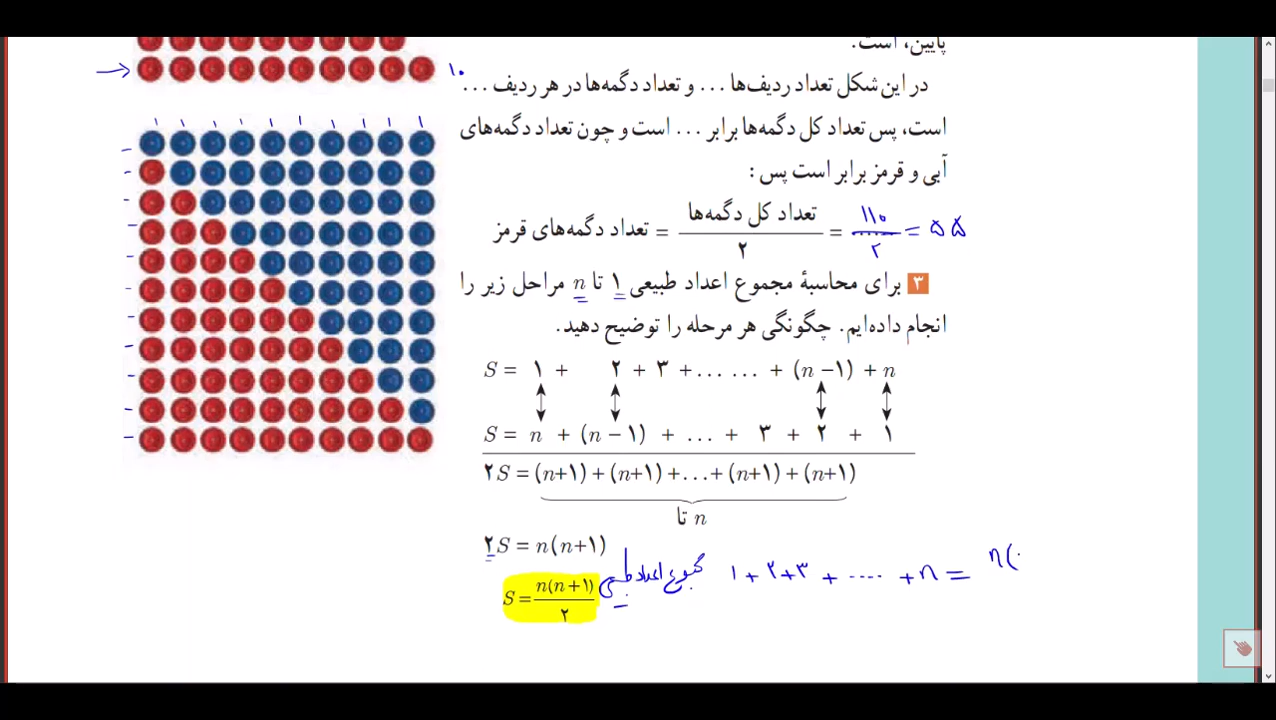 پایین، است.
۱۰
در این شکل تعداد ردیف‌ها ... و تعداد دگمه‌ها در هر ردیف ...
است، پس تعداد کل دگمه‌ها برابر ... است و چون تعداد دگمه‌های
آبی و قرمز برابر است پس :
تعداد دگمه‌های قرمز = تعداد کل دگمه‌ها / ۲ = ۱۱۰ / ۲ = ۵۵
۳ برای محاسبۀ مجموع اعداد طبیعی ۱ تا n مراحل زیر را
انجام داده‌ایم. چگونگی هر مرحله را توضیح دهید.
S = ۱ + ۲ + ۳ + ... ... + (n − ۱) + n
S = n + (n − ۱) + ... + ۳ + ۲ + ۱
۲S = (n+۱) + (n+۱) + ... + (n+۱) + (n+۱)
n تا
۲S = n(n+۱)
S = n(n + ۱) / ۲ مجموع اعداد طبیعی ۱ + ۲ + ۳ + .... + n = n(